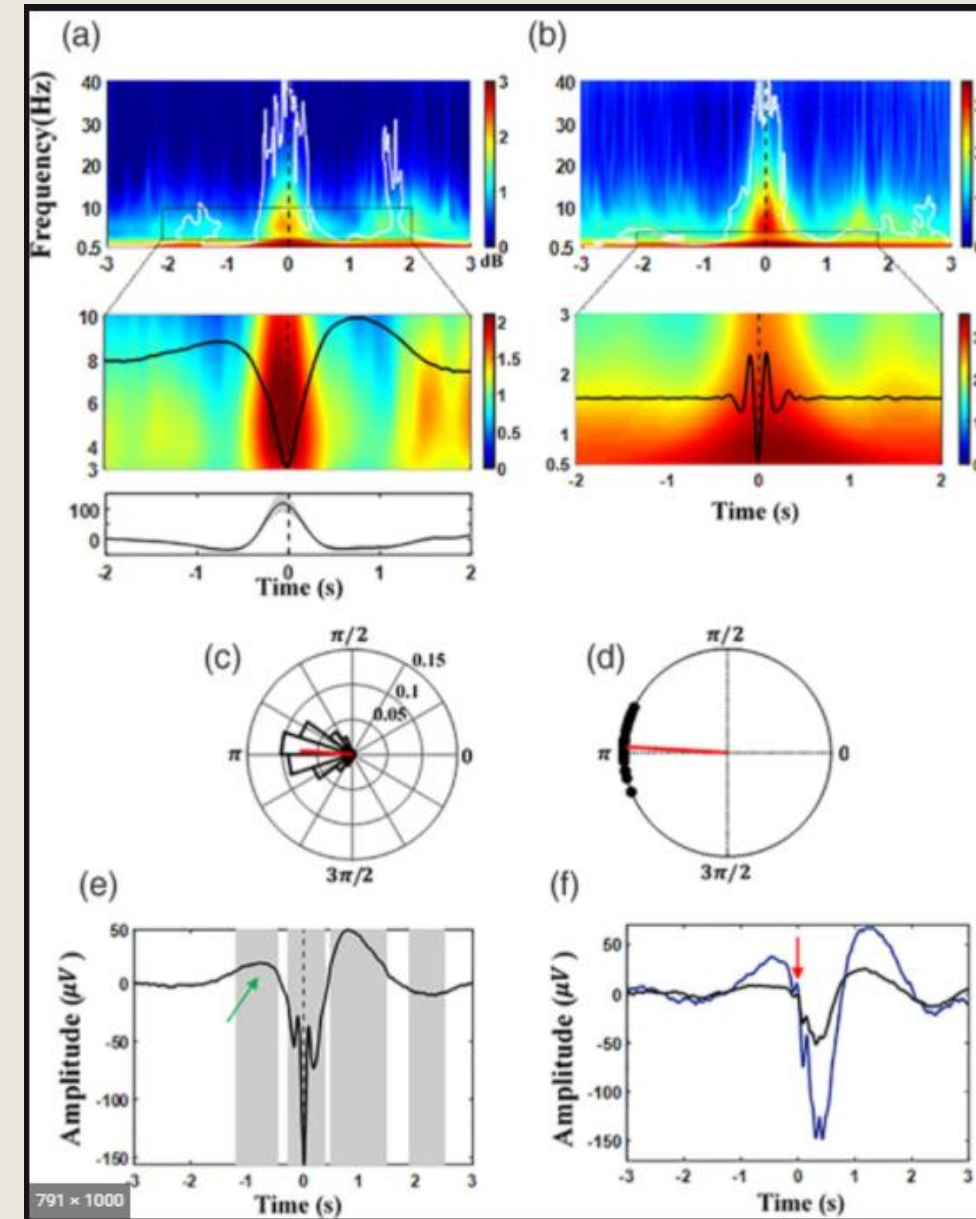 (a)
Frequency(Hz)
40
30
20
10
0.5
-3 -2 -1 0 1 2 3
3
2
1
0
dB
10
8
6
4
3
2
1.5
1
0.5
0
100
0
-2 -1 0 1 2
Time (s)
(b)
40
30
20
10
0.5
-3 -2 -1 0 1 2 3
3
2
1
0.5
-2 -1 0 1 2
Time (s)
(c)
π/2
0.15
0.1
0.05
π
0
3π/2
(d)
π/2
π
0
3π/2
(e)
Amplitude (μV)
50
0
-50
-100
-150
-3 -2 -1 0 1 2 3
Time (s)
(f)
Amplitude (μV)
50
0
-50
-100
-150
-3 -2 -1 0 1 2 3
Time (s)
791 × 1000